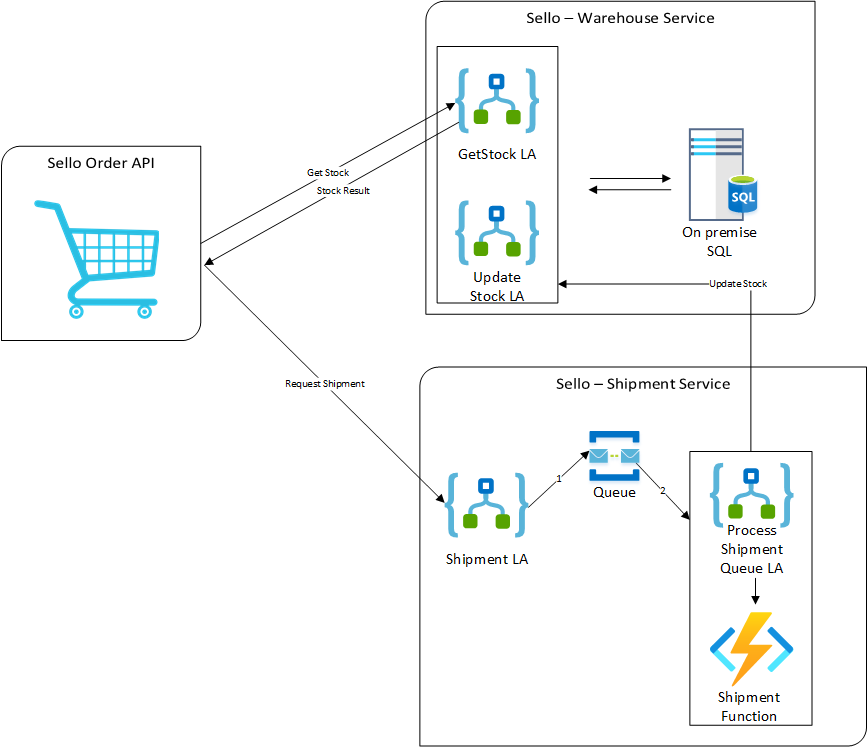 Sello – Warehouse Service
GetStock LA
Sello Order API
Get Stock
Stock Result
SQL
On premise
SQL
Update
Stock LA
Update Stock
Request Shipment
Sello – Shipment Service
1
Queue
2
Shipment LA
Process
Shipment
Queue LA
Shipment
Function